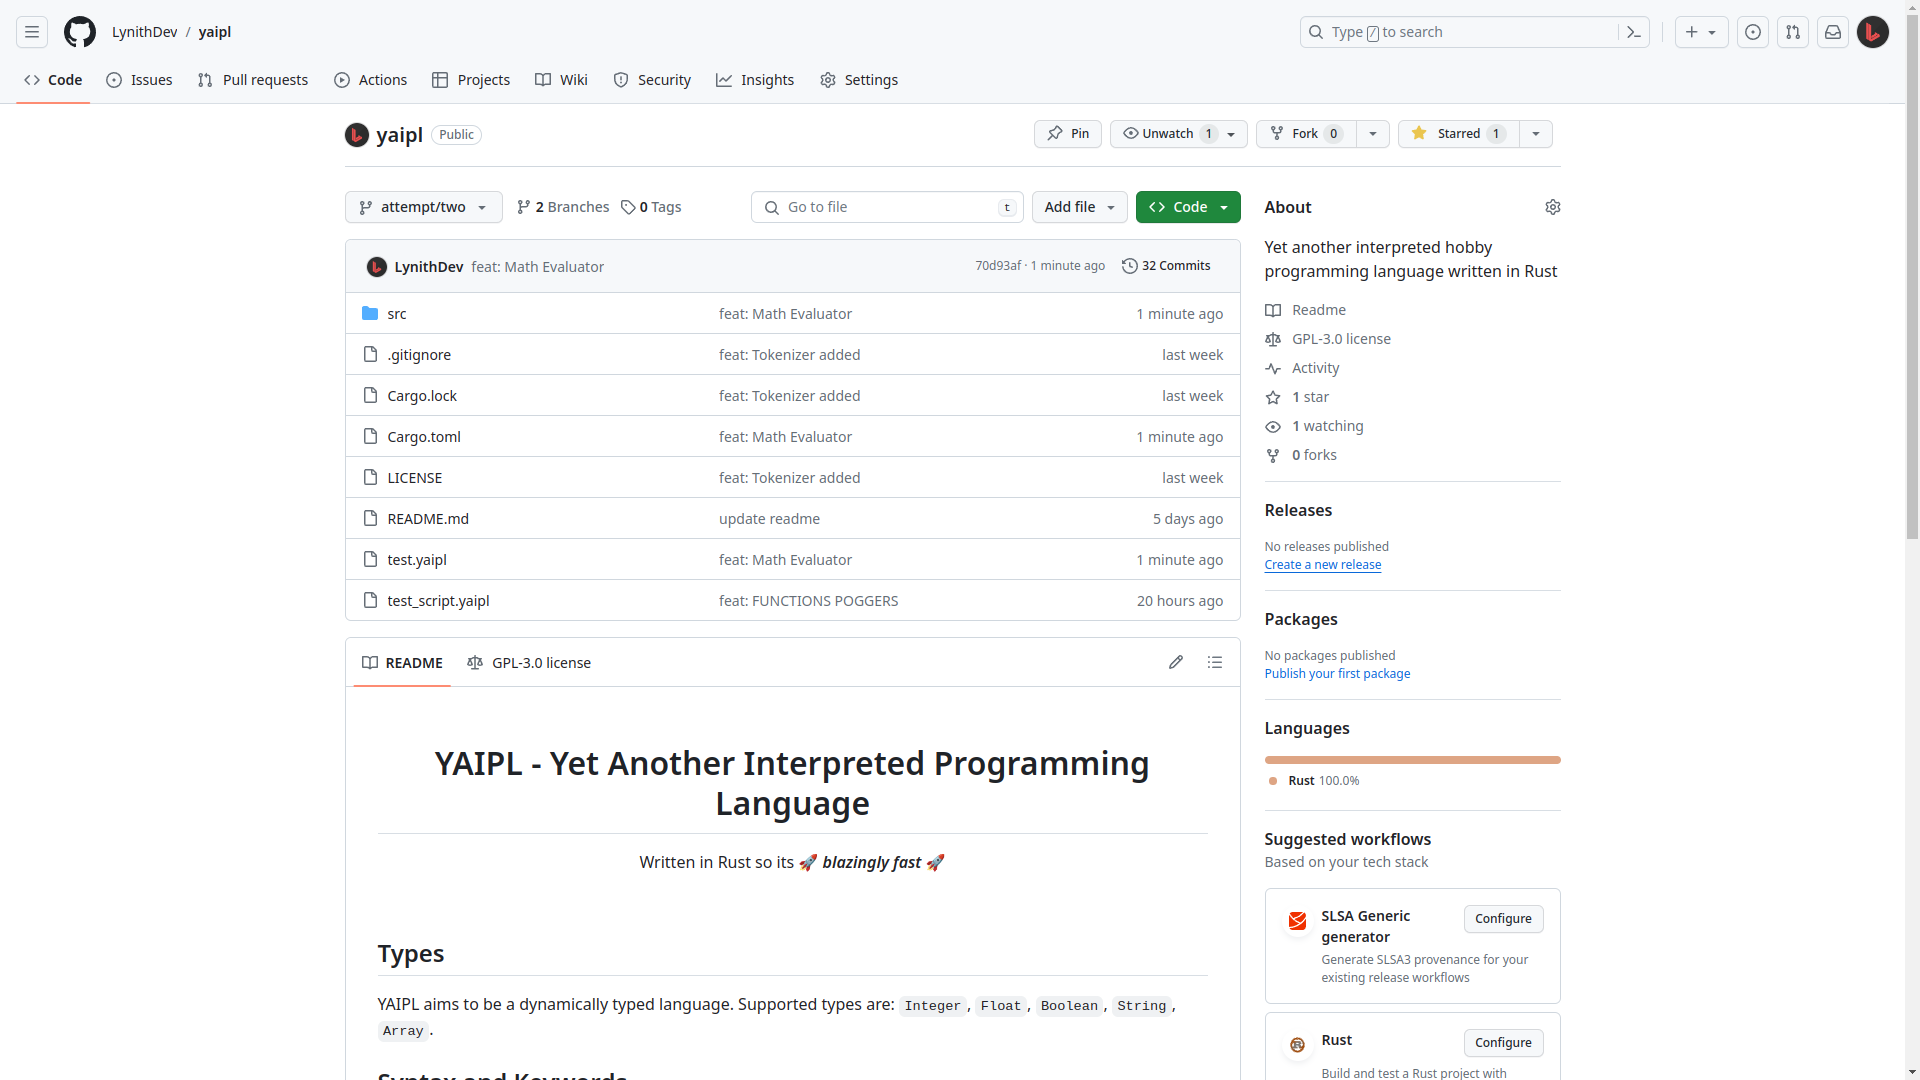 LynithDev / yaipl
Type / to search
Code Issues Pull requests Actions Projects Wiki Security Insights Settings
yaipl Public
Pin Unwatch 1 Fork 0 Starred 1
attempt/two 2 Branches 0 Tags Go to file t Add file Code
LynithDev feat: Math Evaluator 70d93af · 1 minute ago 32 Commits
src feat: Math Evaluator 1 minute ago
.gitignore feat: Tokenizer added last week
Cargo.lock feat: Tokenizer added last week
Cargo.toml feat: Math Evaluator 1 minute ago
LICENSE feat: Tokenizer added last week
README.md update readme 5 days ago
test.yaipl feat: Math Evaluator 1 minute ago
test_script.yaipl feat: FUNCTIONS POGGERS 20 hours ago
README GPL-3.0 license
YAIPL - Yet Another Interpreted Programming
Language
Written in Rust so its 🚀 blazingly fast 🚀
Types
YAIPL aims to be a dynamically typed language. Supported types are: Integer, Float, Boolean, String,
Array.
Syntax and Keywords
About
Yet another interpreted hobby
programming language written in Rust
Readme
GPL-3.0 license
Activity
1 star
1 watching
0 forks
Releases
No releases published
Create a new release
Packages
No packages published
Publish your first package
Languages
Rust 100.0%
Suggested workflows
Based on your tech stack
SLSA Generic
generator
Configure
Generate SLSA3 provenance for your
existing release workflows
Rust
Configure
Build and test a Rust project with